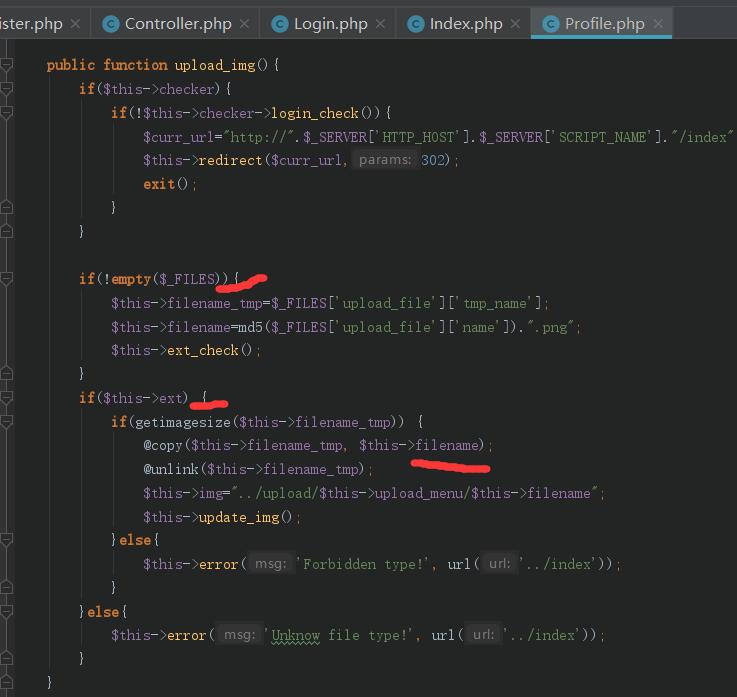 ister.php × Controller.php × Login.php × Index.php × Profile.php ×
public function upload_img(){
if($this->checker){
if(!$this->checker->login_check()){
$curr_url="http://".$_SERVER['HTTP_HOST'].$_SERVER['SCRIPT_NAME']."/index"
$this->redirect($curr_url, params: 302);
exit();
}
}
if(!empty($_FILES)){
$this->filename_tmp=$_FILES['upload_file']['tmp_name'];
$this->filename=md5($_FILES['upload_file']['name']).".png";
$this->ext_check();
}
if($this->ext) {
if(getimagesize($this->filename_tmp)) {
@copy($this->filename_tmp, $this->filename);
@unlink($this->filename_tmp);
$this->img="../upload/$this->upload_menu/$this->filename";
$this->update_img();
}else{
$this->error( msg: 'Forbidden type!', url( url: '../index'));
}
}else{
$this->error( msg: 'Unknow file type!', url( url: '../index'));
}
}